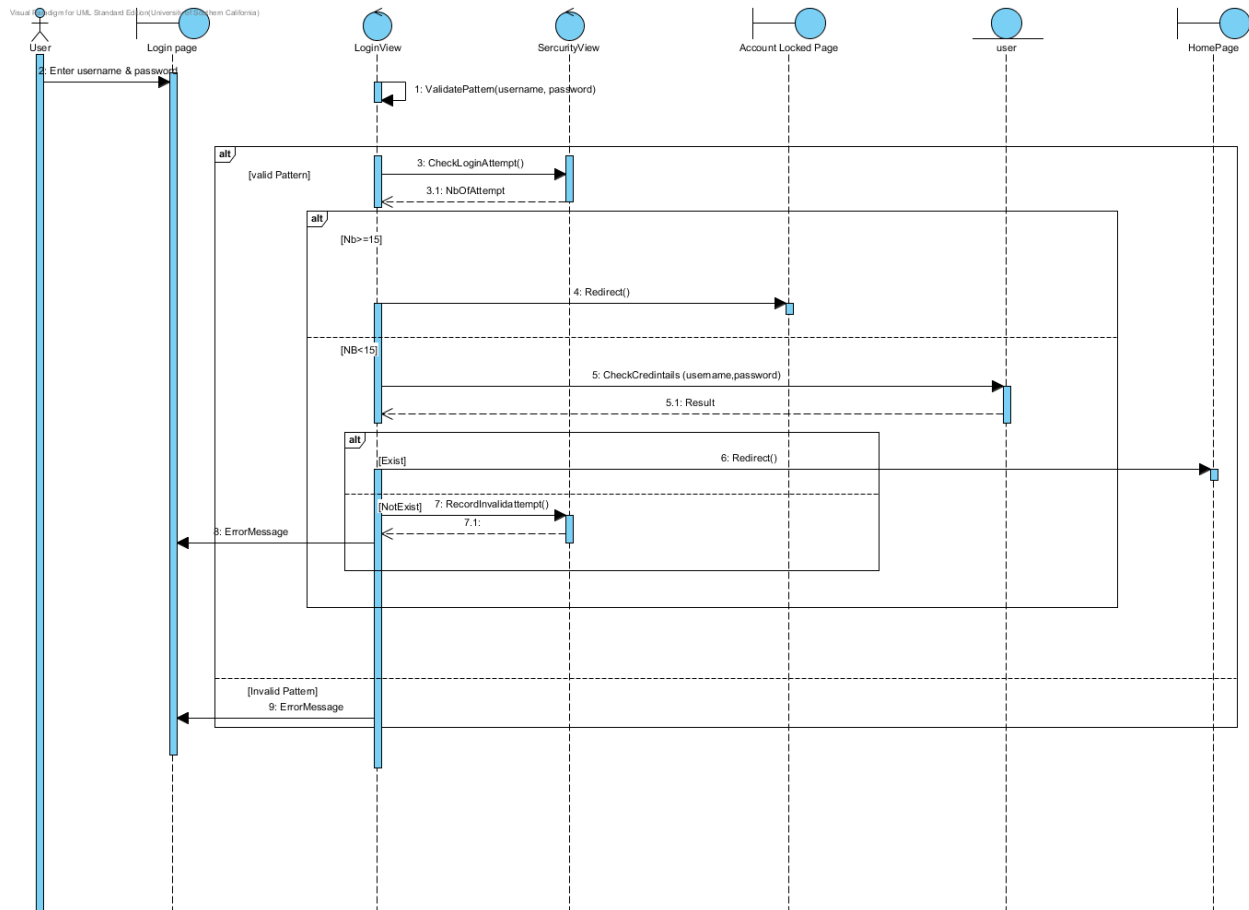 Visual Paradigm for UML Standard Edition(University of Southern California)
User
Login page
LoginView
SercurityView
Account Locked Page
user
HomePage
2: Enter username & password
1: ValidatePattern(username, password)
alt
[valid Pattern]
3: CheckLoginAttempt()
3.1: NbOfAttempt
alt
[Nb>=15]
4: Redirect()
[NB<15]
5: CheckCredintails (username,password)
5.1: Result
alt
[Exist]
6: Redirect()
[NotExist]
7: RecordInvalidattempt()
7.1:
8: ErrorMessage
[Invalid Pattern]
9: ErrorMessage